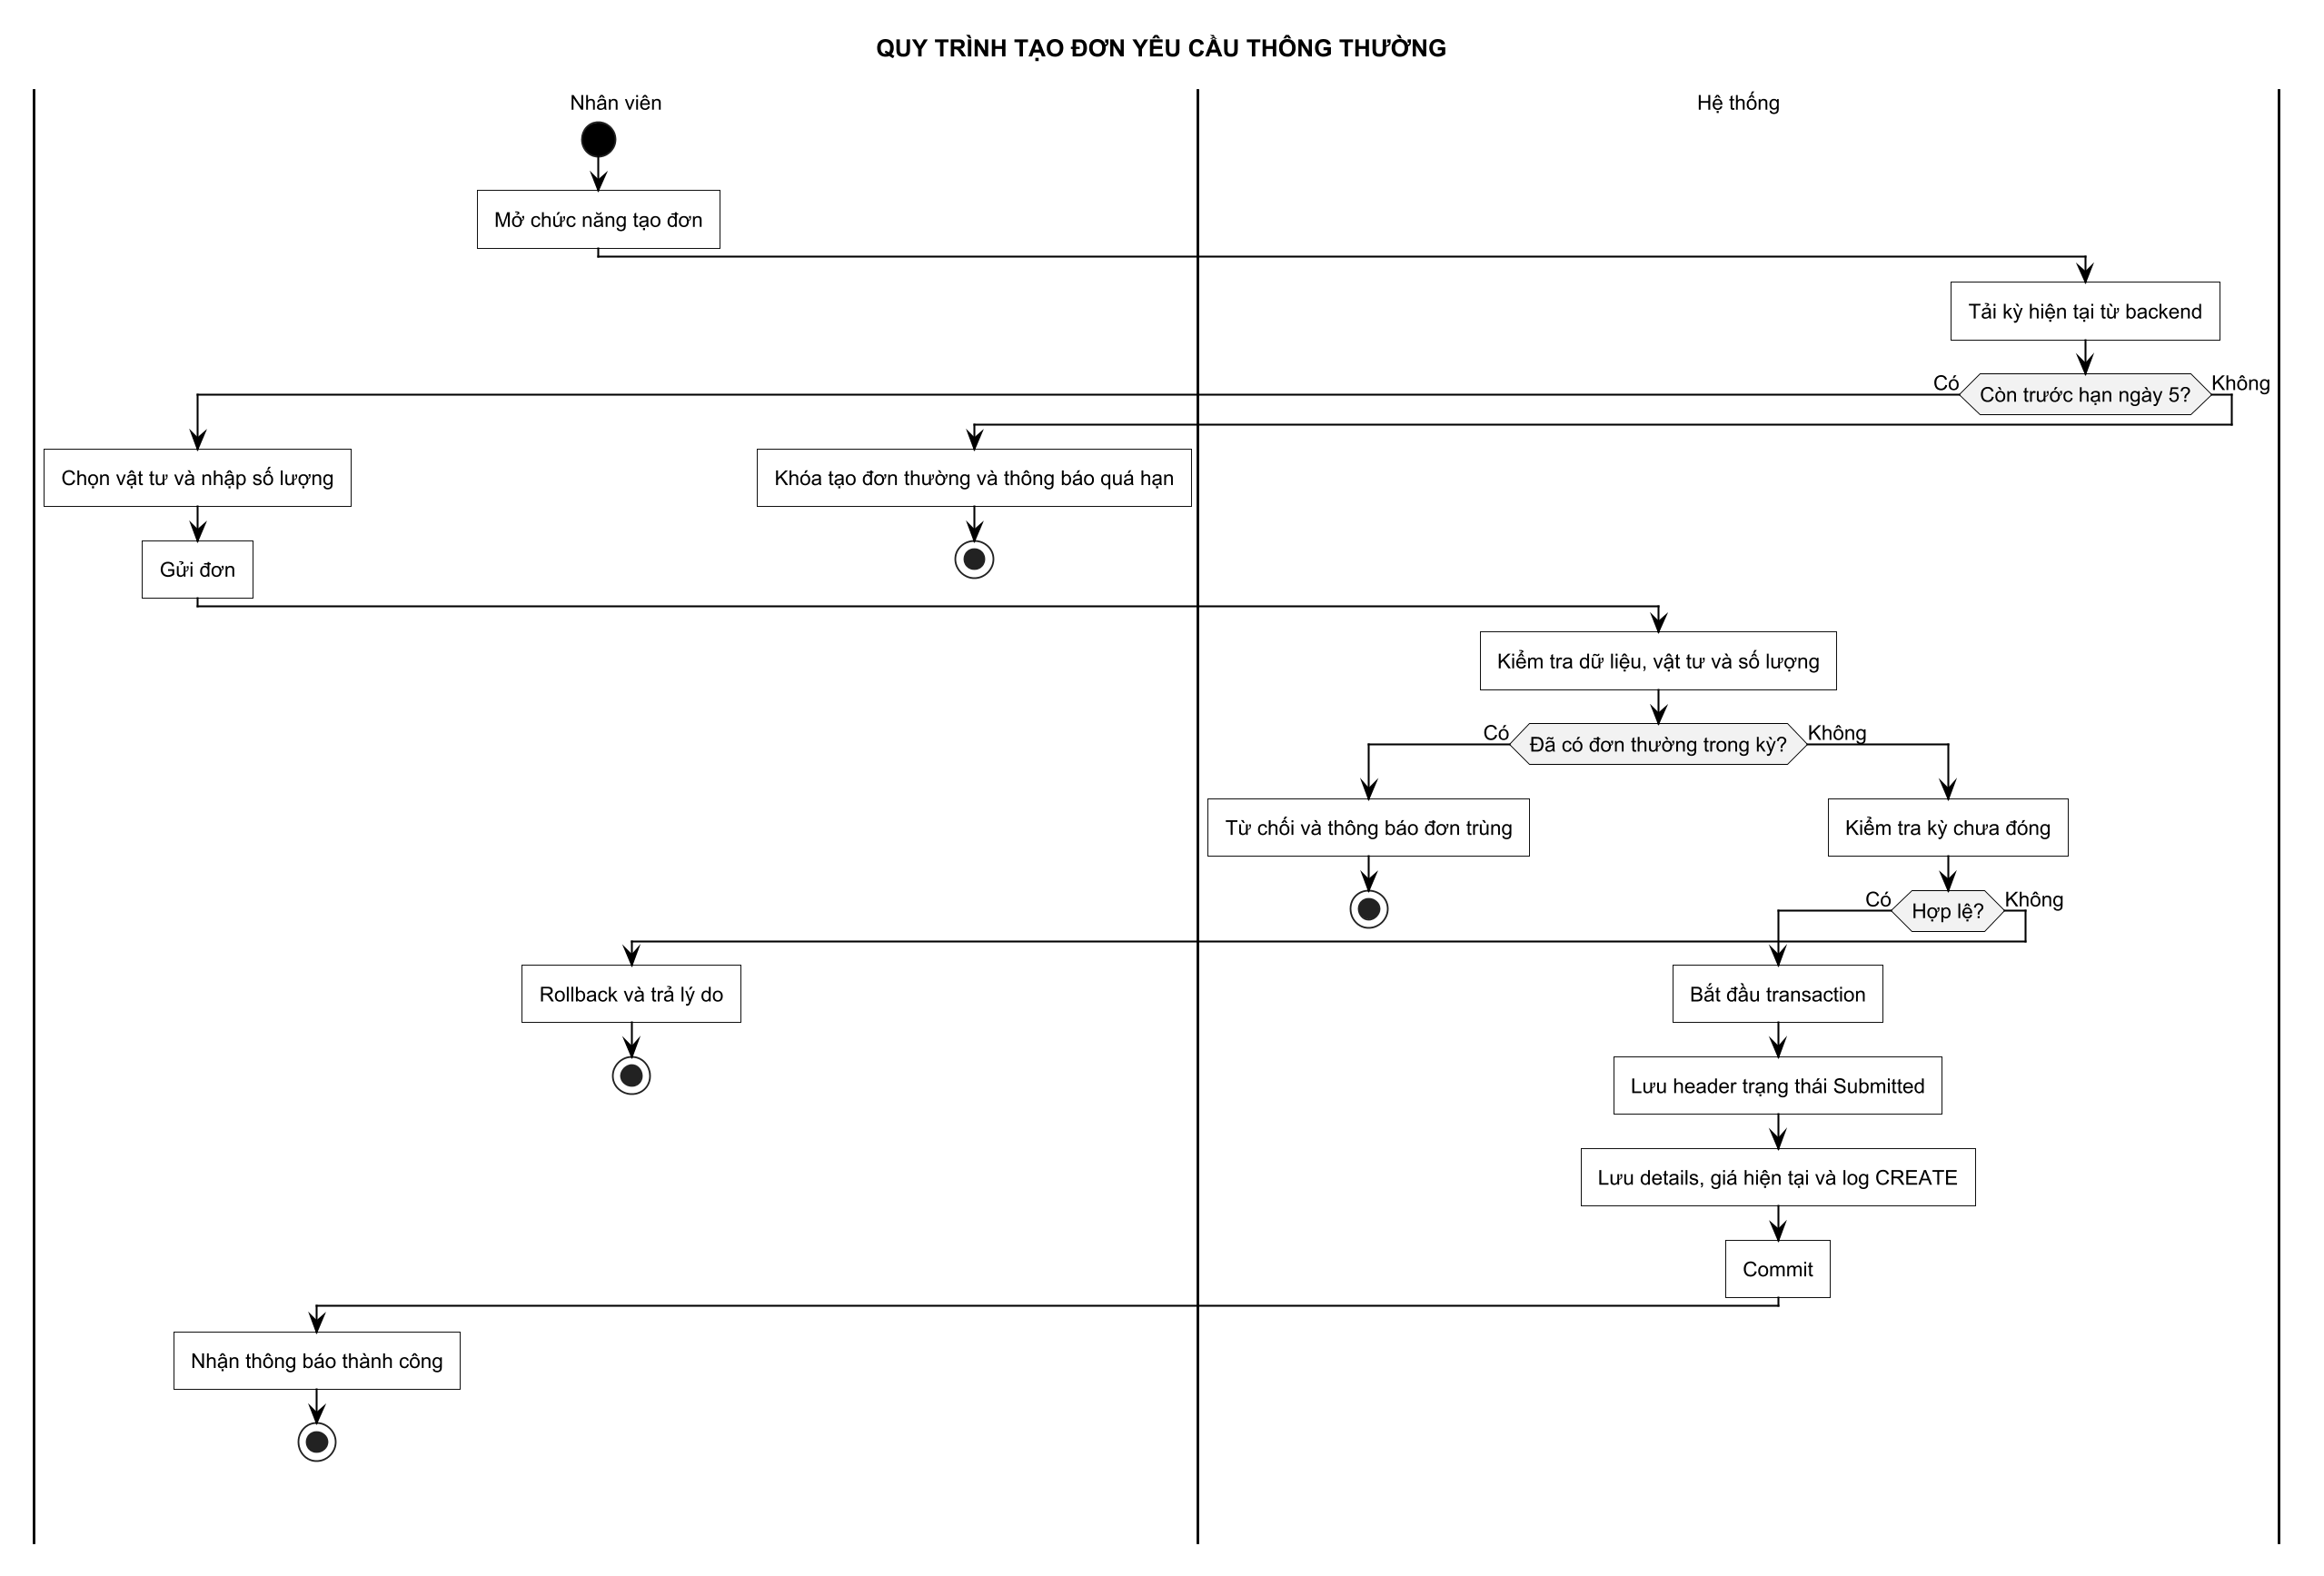 QUY TRÌNH TẠO ĐƠN YÊU CẦU THÔNG THƯỜNG
Nhân viên
Hệ thống
Mở chức năng tạo đơn
Tải kỳ hiện tại từ backend
Có
Còn trước hạn ngày 5?
Không
Chọn vật tư và nhập số lượng
Khóa tạo đơn thường và thông báo quá hạn
Gửi đơn
Kiểm tra dữ liệu, vật tư và số lượng
Có
Đã có đơn thường trong kỳ?
Không
Từ chối và thông báo đơn trùng
Kiểm tra kỳ chưa đóng
Có
Hợp lệ?
Không
Rollback và trả lý do
Bắt đầu transaction
Lưu header trạng thái Submitted
Lưu details, giá hiện tại và log CREATE
Commit
Nhận thông báo thành công